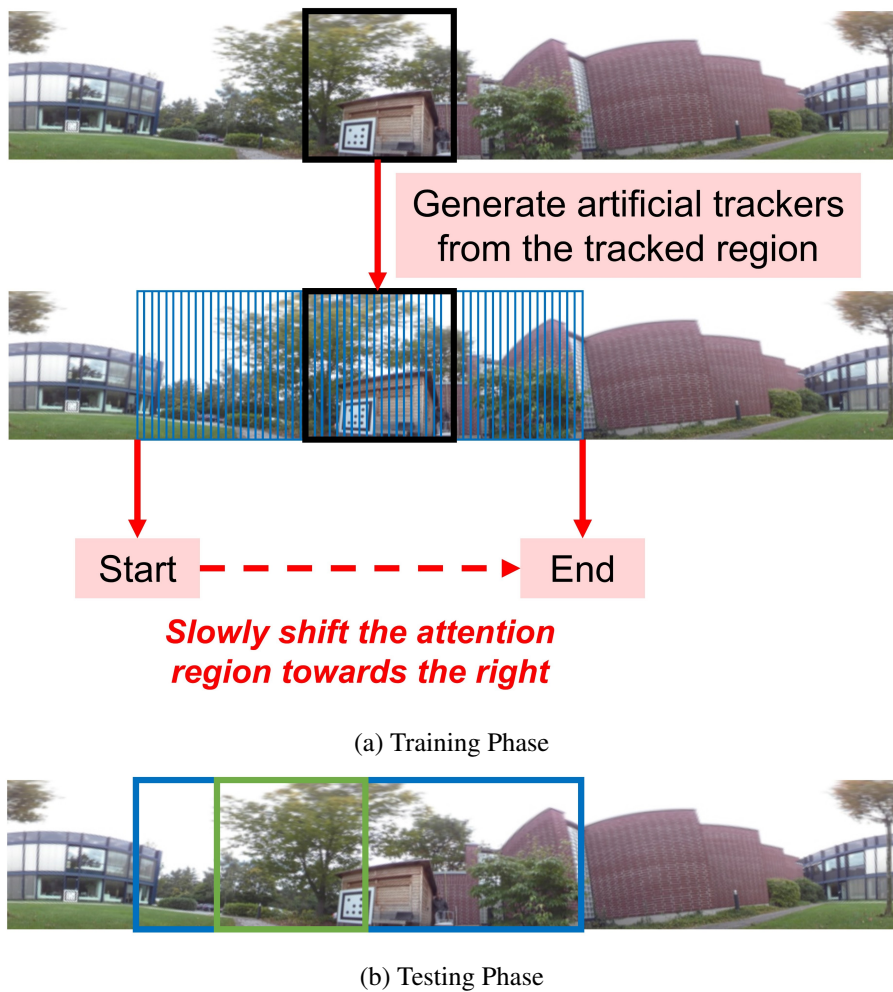 Generate artificial trackers
from the tracked region
Start
End
Slowly shift the attention
region towards the right
(a) Training Phase
(b) Testing Phase